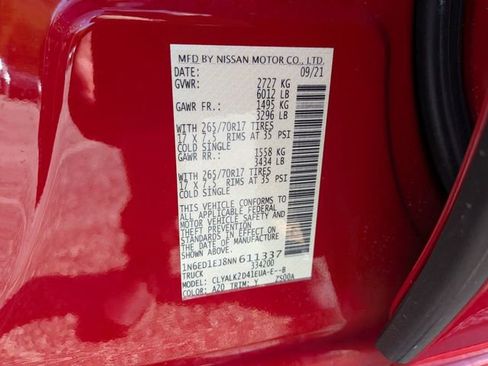 MFD BY NISSAN MOTOR CO., LTD.
DATE: 09/21
GVWR: 2727 KG
6012 LB
GAWR FR.: 1495 KG
3296 LB
WITH 265/70R17 TIRES
17 X 7.5 RIMS AT 35 PSI
COLD SINGLE
GAWR RR.: 1558 KG
3434 LB
WITH 265/70R17 TIRES
17 X 7.5 RIMS AT 35 PSI
COLD SINGLE
THIS VEHICLE CONFORMS TO
ALL APPLICABLE FEDERAL
MOTOR VEHICLE SAFETY AND
THEFT PREVENTION
STANDARDS IN EFFECT ON
THE DATE OF MANUFACTURE
SHOWN ABOVE.
1N6ED1EJ8NN 611337
TRUCK 334200
MODEL: CLYALK2D41EUA-E--B
COLOR: A20 TRIM: Y Z500A